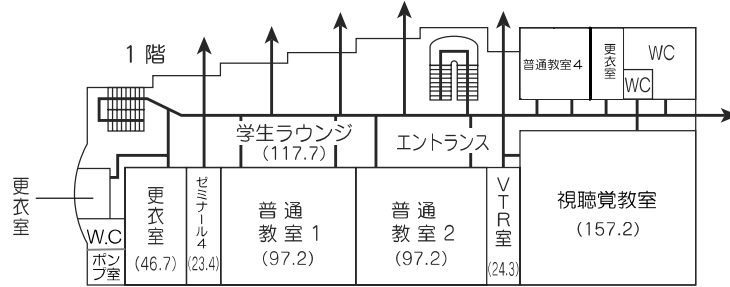 1階
普通教室4
更
衣
室
WC
WC
学生ラウンジ
(117.7)
エントランス
更
衣
室
W.C
ポン
プ室
更
衣
室
(46.7)
ゼミナール4
(23.4)
普通
教室1
(97.2)
普通
教室2
(97.2)
VTR室
(24.3)
視聴覚教室
(157.2)